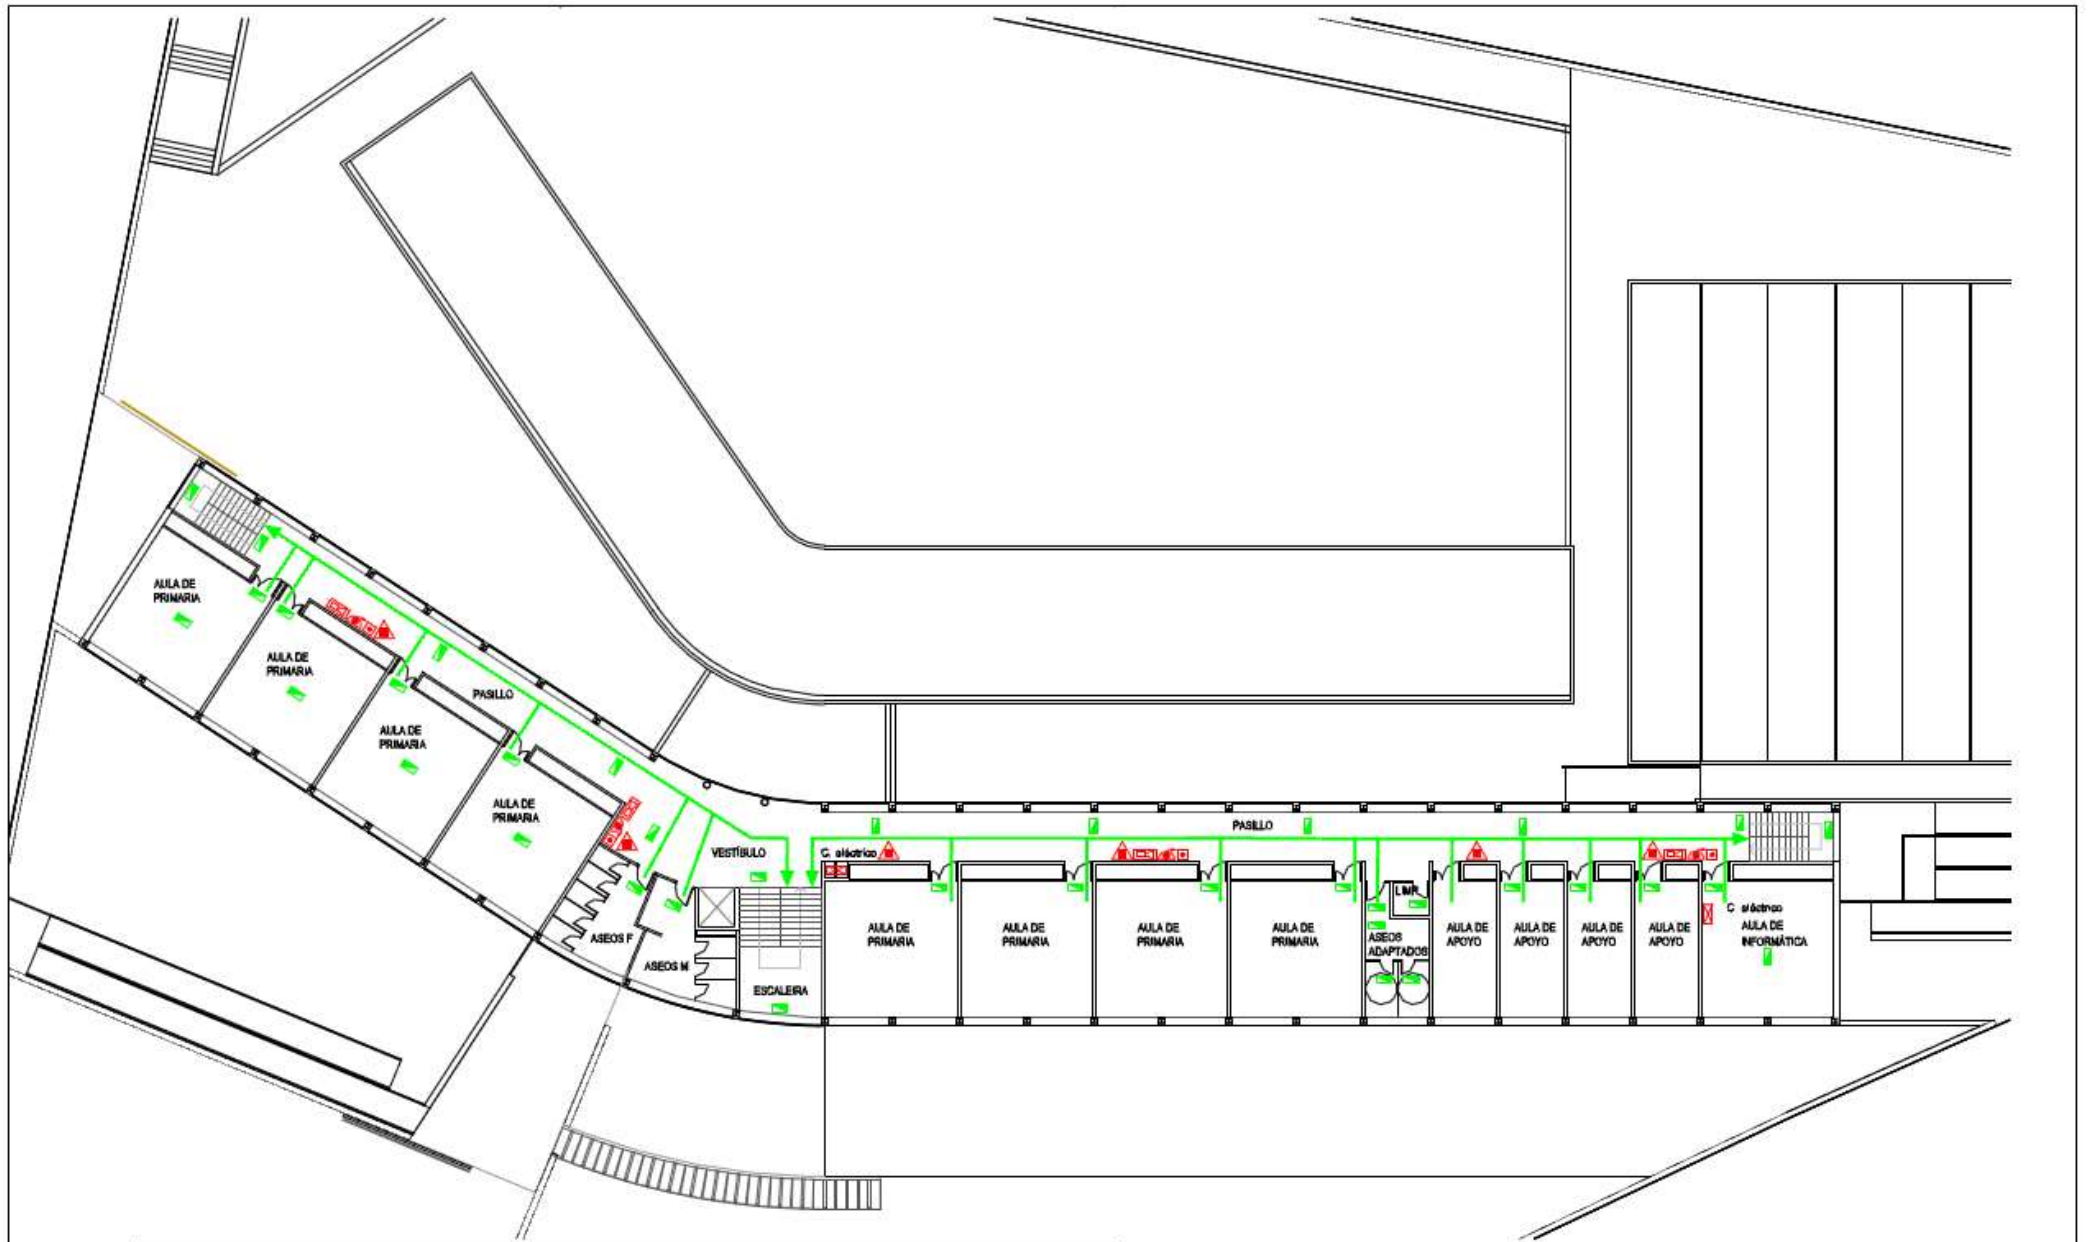 AULA DE
PRIMARIA
AULA DE
PRIMARIA
AULA DE
PRIMARIA
AULA DE
PRIMARIA
PASILLO
ASEOS F
ASEOS M
VESTÍBULO
ESCALEIRA
C. eléctrico
PASILLO
AULA DE
PRIMARIA
AULA DE
PRIMARIA
AULA DE
PRIMARIA
AULA DE
PRIMARIA
LIMP.
ASEOS
ADAPTADOS
AULA DE
APOYO
AULA DE
APOYO
AULA DE
APOYO
AULA DE
APOYO
C. eléctrico
AULA DE
INFORMÁTICA